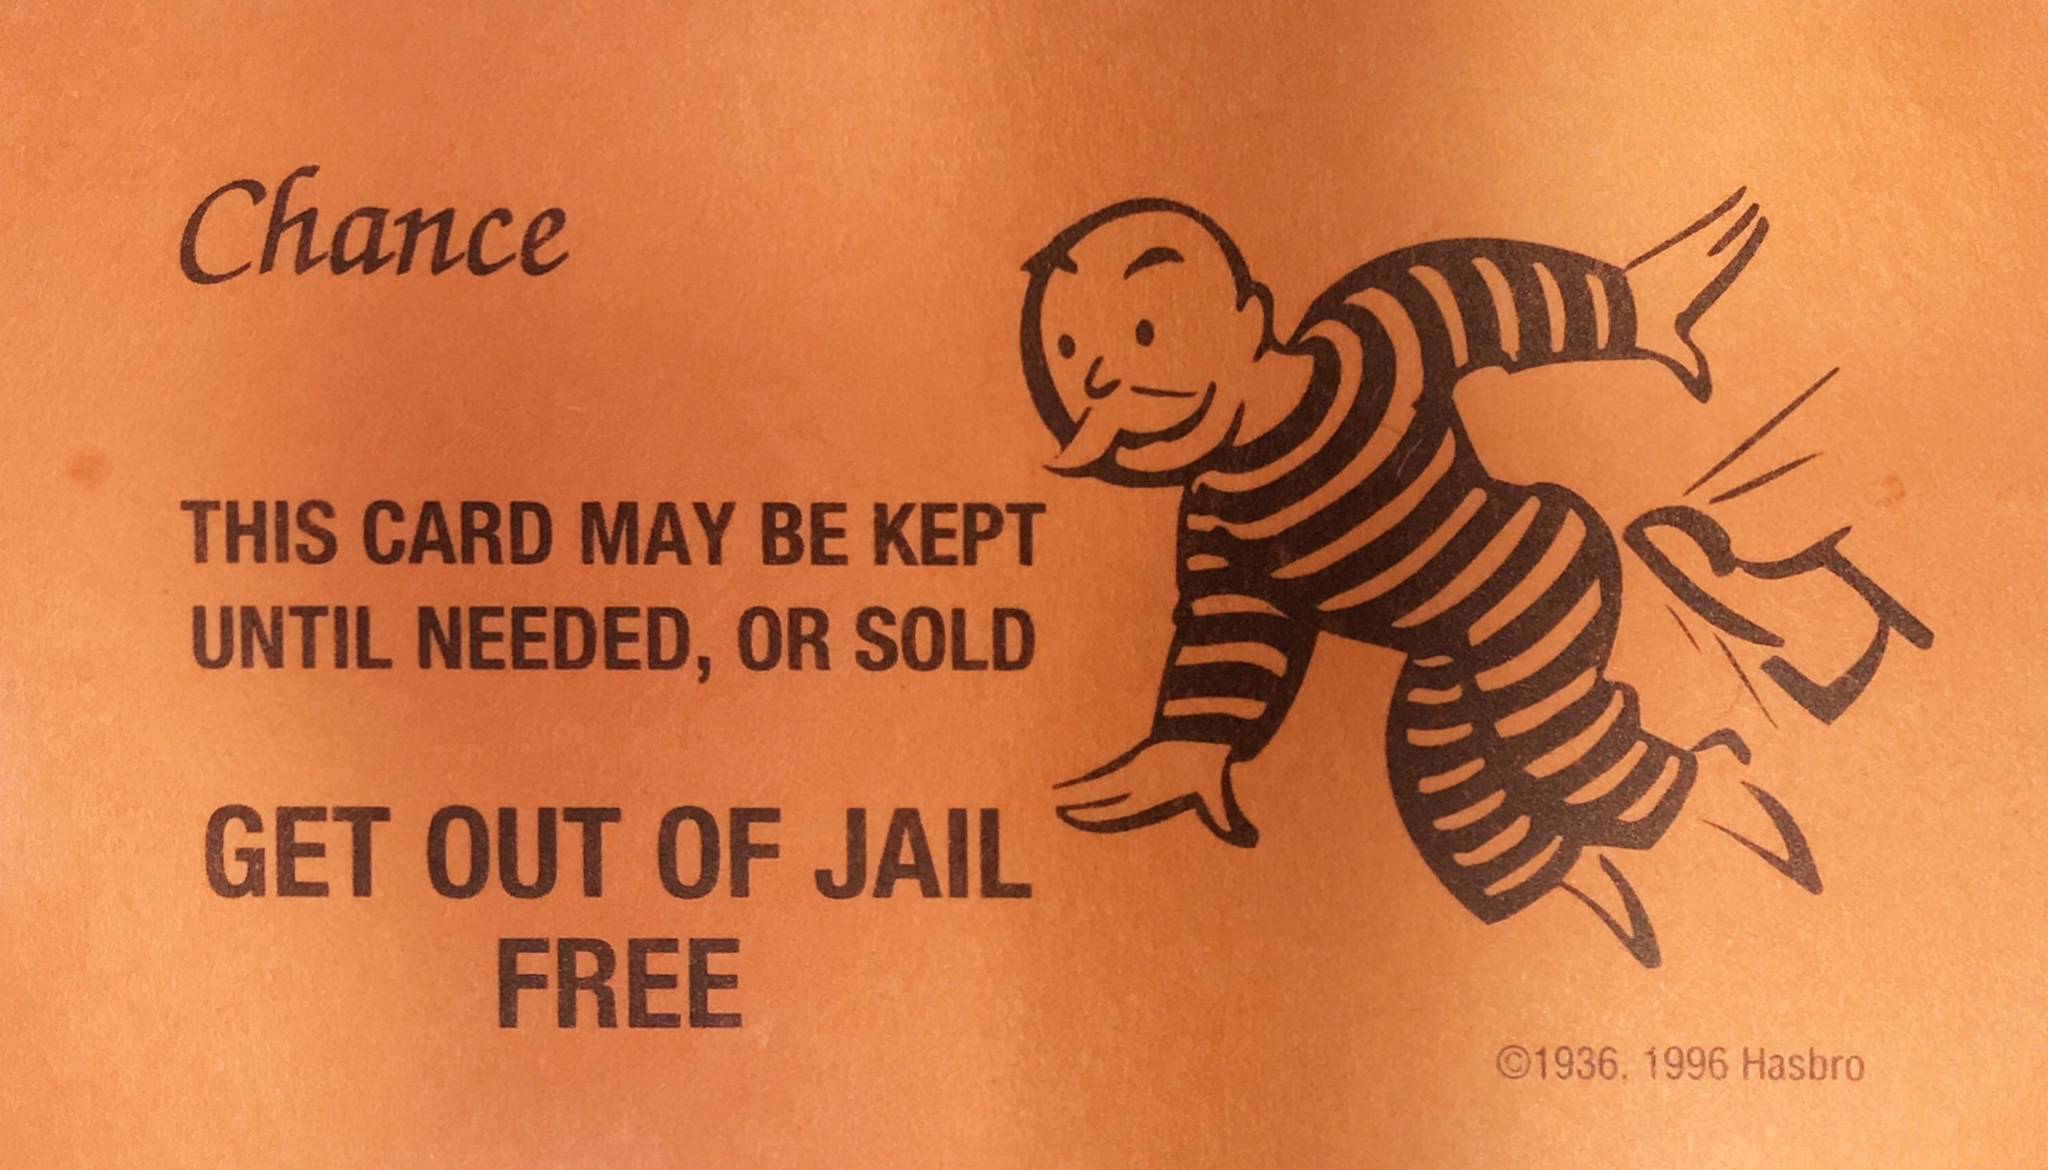 Chance
THIS CARD MAY BE KEPT
UNTIL NEEDED, OR SOLD
GET OUT OF JAIL
FREE
©1936, 1996 Hasbro